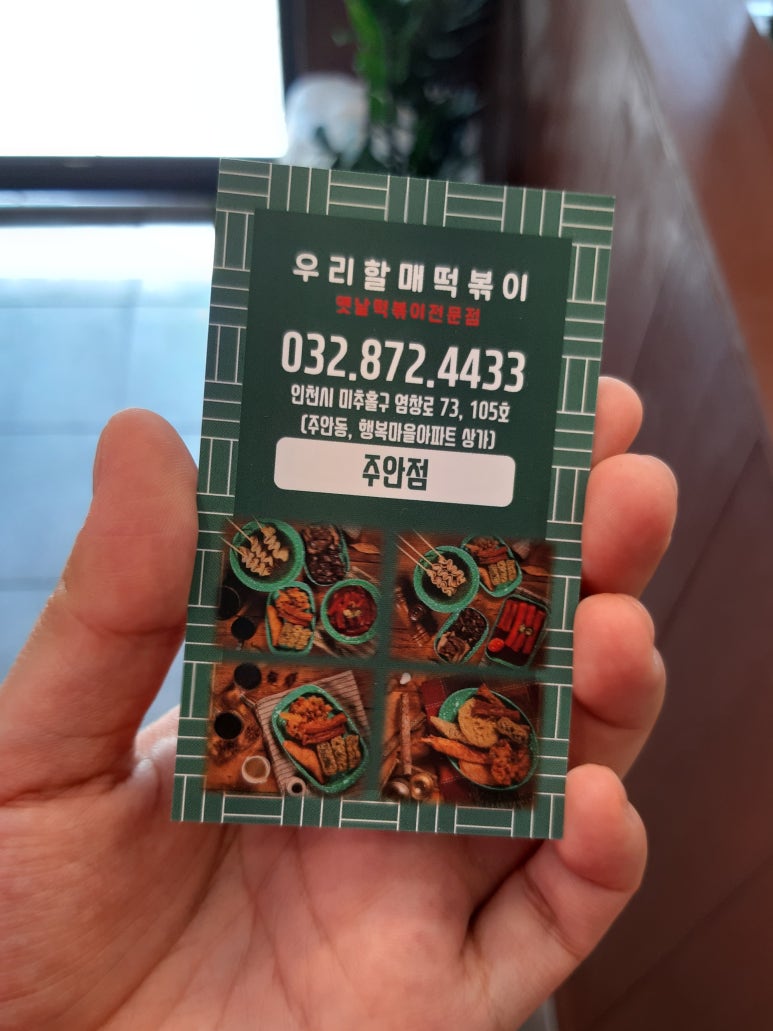 우리할매떡볶이
옛날떡볶이전문점
032.872.4433
인천시 미추홀구 염창로 73, 105호
(주안동, 행복마을아파트 상가)
주안점